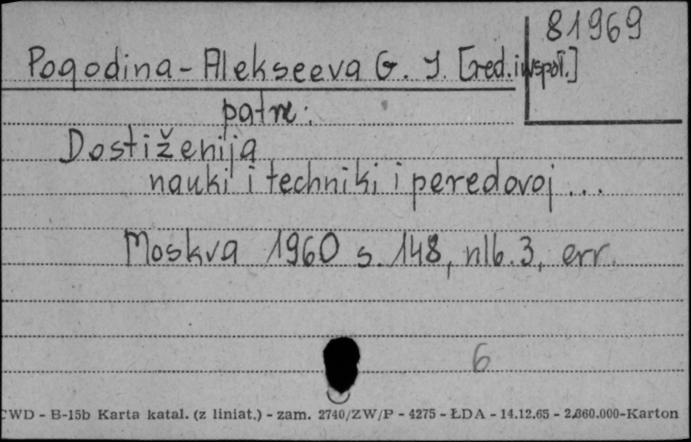 81969
Pogodina-Alekseeva G. I. [red. i współ.]
patrz:
Dostiženija
nauki i techniki i peredovoj...
Moskva 1960 s. 148, nlb. 3, err.
6
CWD - B-15b Karta katal. (z liniat.) - zam. 2740/ZW/P - 4275 - ŁDA - 14.12.65 - 2.860.000-Karton